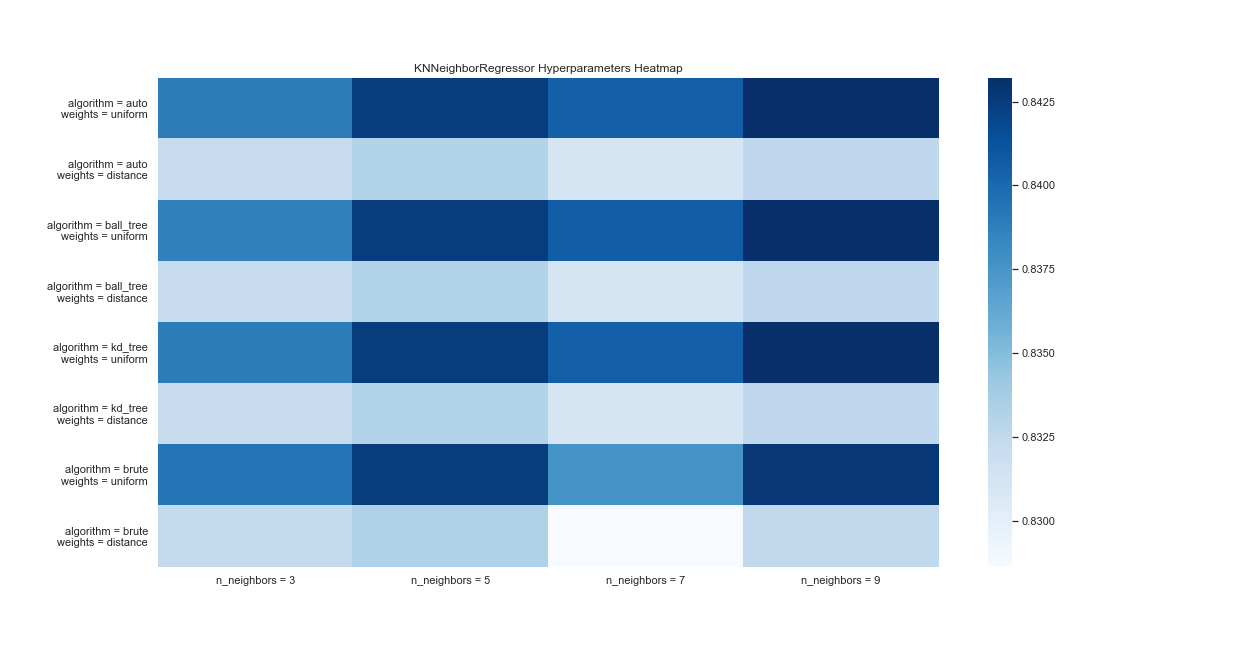 KNNeighborRegressor Hyperparameters Heatmap
algorithm = auto
weights = uniform
algorithm = auto
weights = distance
algorithm = ball_tree
weights = uniform
algorithm = ball_tree
weights = distance
algorithm = kd_tree
weights = uniform
algorithm = kd_tree
weights = distance
algorithm = brute
weights = uniform
algorithm = brute
weights = distance
n_neighbors = 3
n_neighbors = 5
n_neighbors = 7
n_neighbors = 9
0.8425
0.8400
0.8375
0.8350
0.8325
0.8300